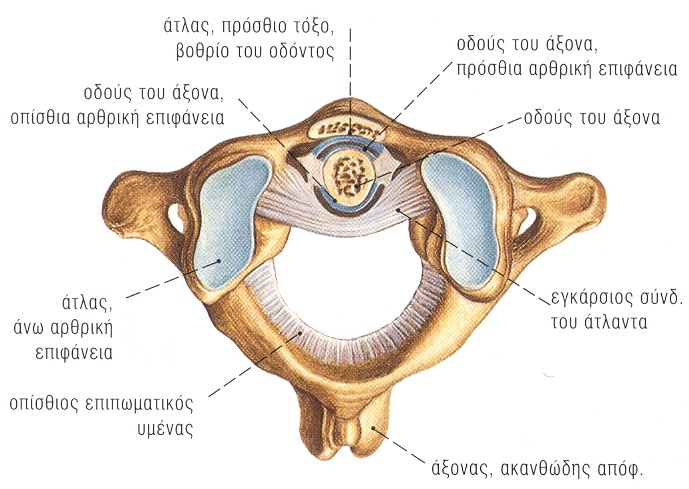 άτλας, πρόσθιο τόξο,
βοθρίο του οδόντος
οδούς του άξονα,
πρόσθια αρθρική επιφάνεια
οδούς του άξονα,
οπίσθια αρθρική επιφάνεια
οδούς του άξονα
άτλας,
άνω αρθρική
επιφάνεια
εγκάρσιος σύνδ.
του άτλαντα
οπίσθιος επιπωματικός
υμένας
άξονας, ακανθώδης απόφ.